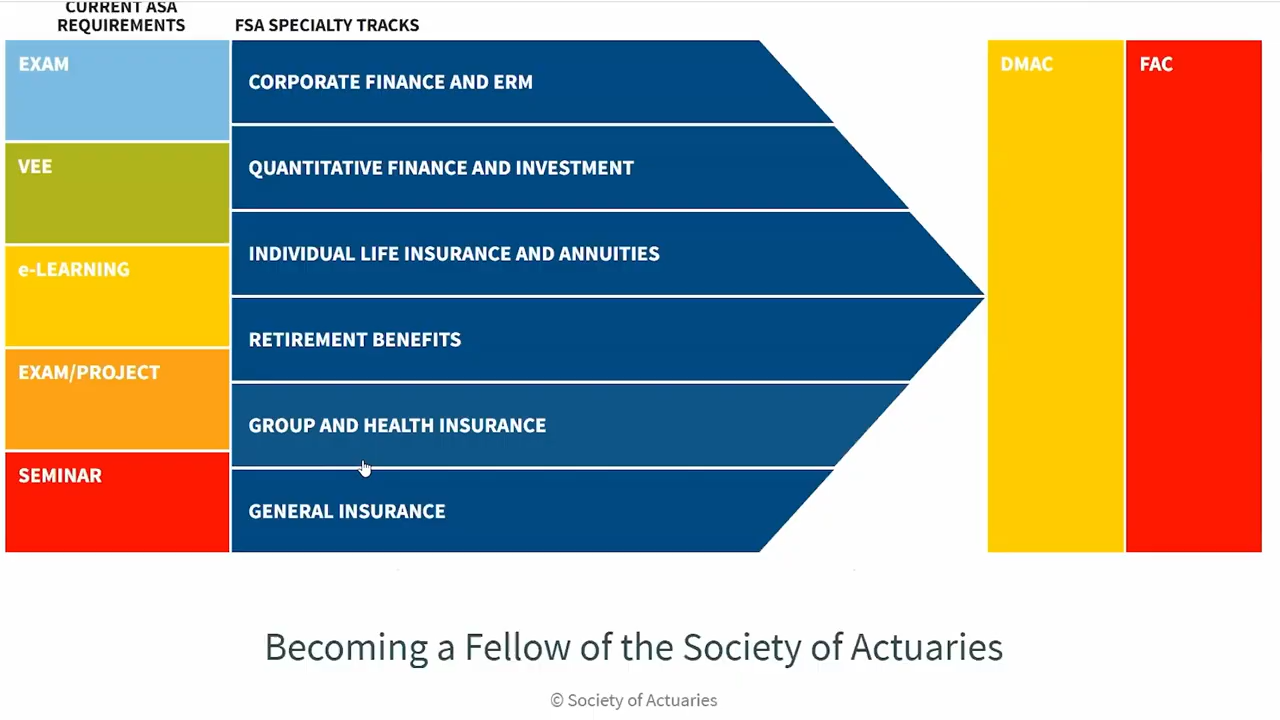 CURRENT ASA
REQUIREMENTS
FSA SPECIALTY TRACKS
EXAM
VEE
e-LEARNING
EXAM/PROJECT
SEMINAR
CORPORATE FINANCE AND ERM
QUANTITATIVE FINANCE AND INVESTMENT
INDIVIDUAL LIFE INSURANCE AND ANNUITIES
RETIREMENT BENEFITS
GROUP AND HEALTH INSURANCE
GENERAL INSURANCE
DMAC
FAC
Becoming a Fellow of the Society of Actuaries
© Society of Actuaries